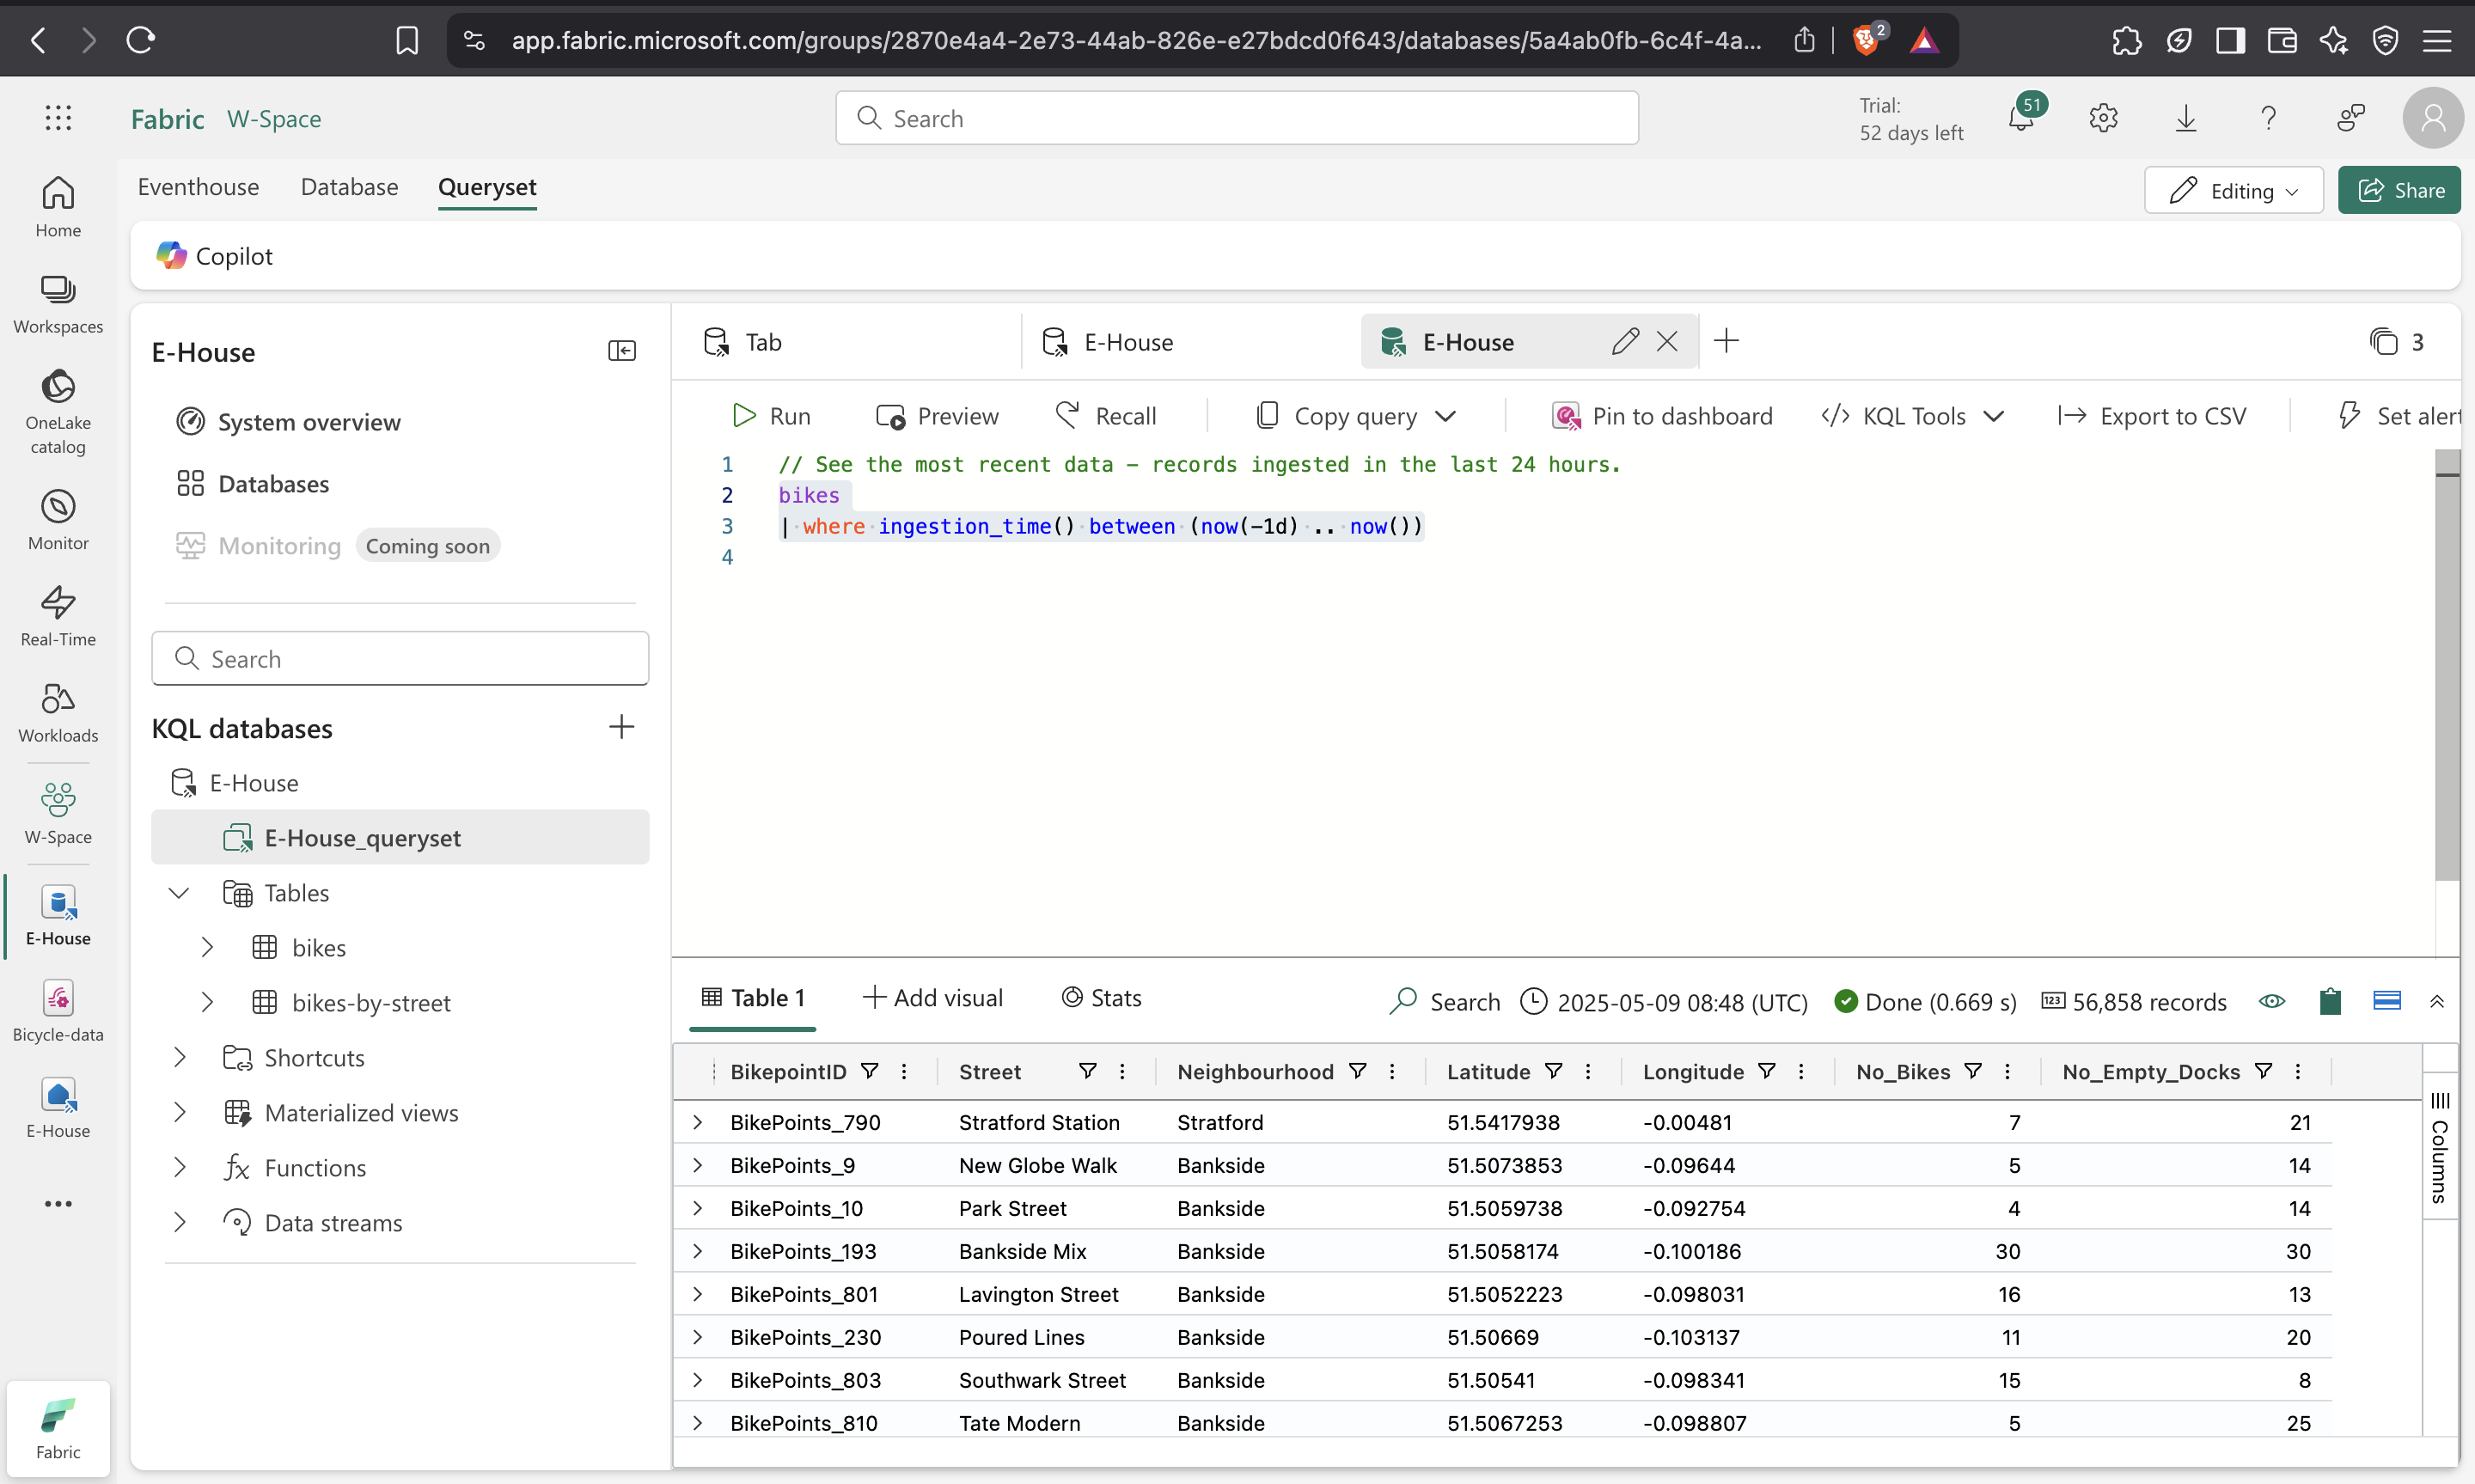 app.fabric.microsoft.com/groups/2870e4a4-2e73-44ab-826e-e27bdcd0f643/databases/5a4ab0fb-6c4f-4a...
2
Fabric W-Space
Search
Trial:
52 days left
51
Eventhouse Database Queryset
Editing
Share
Copilot
Home
Workspaces
OneLake
catalog
Monitor
Real-Time
Workloads
W-Space
E-House
Bicycle-data
E-House
Fabric
E-House
System overview
Databases
Monitoring Coming soon
Search
KQL databases
E-House
E-House_queryset
Tables
bikes
bikes-by-street
Shortcuts
Materialized views
fx Functions
Data streams
Tab E-House E-House 3
Run Preview Recall Copy query Pin to dashboard KQL Tools Export to CSV Set alert
1 // See the most recent data - records ingested in the last 24 hours.
2 bikes
3 | where ingestion_time() between (now(-1d) .. now())
4
Table 1 Add visual Stats Search 2025-05-09 08:48 (UTC) Done (0.669 s) 123 56,858 records
BikepointID Street Neighbourhood Latitude Longitude No_Bikes No_Empty_Docks
BikePoints_790 Stratford Station Stratford 51.5417938 -0.00481 7 21
BikePoints_9 New Globe Walk Bankside 51.5073853 -0.09644 5 14
BikePoints_10 Park Street Bankside 51.5059738 -0.092754 4 14
BikePoints_193 Bankside Mix Bankside 51.5058174 -0.100186 30 30
BikePoints_801 Lavington Street Bankside 51.5052223 -0.098031 16 13
BikePoints_230 Poured Lines Bankside 51.50669 -0.103137 11 20
BikePoints_803 Southwark Street Bankside 51.50541 -0.098341 15 8
BikePoints_810 Tate Modern Bankside 51.5067253 -0.098807 5 25
Columns